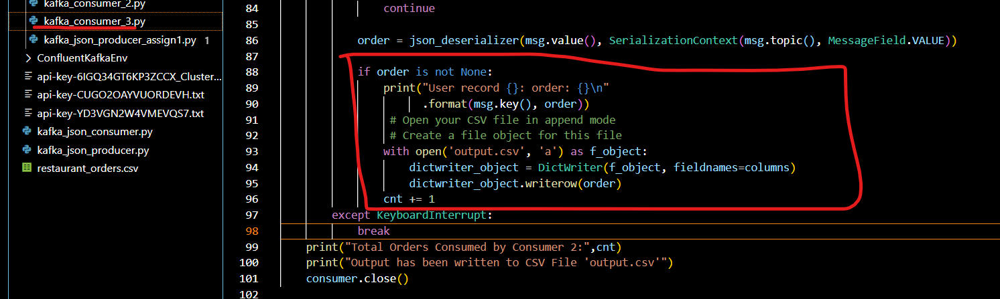 kafka_consumer_2.py
kafka_consumer_3.py
kafka_json_producer_assign1.py 1
ConfluentKafkaEnv
api-key-6IGQ34GT6KP3ZCCX_Cluster...
api-key-CUGO2OAYVUORDEVH.txt
api-key-YD3VGN2W4VMEVQS7.txt
kafka_json_consumer.py
kafka_json_producer.py
restaurant_orders.csv
84 continue
85
86 order = json_deserializer(msg.value(), SerializationContext(msg.topic(), MessageField.VALUE))
87
88 if order is not None:
89 print("User record {}: order: {}\n"
90 .format(msg.key(), order))
91 # Open your CSV file in append mode
92 # Create a file object for this file
93 with open('output.csv', 'a') as f_object:
94 dictwriter_object = DictWriter(f_object, fieldnames=columns)
95 dictwriter_object.writerow(order)
96 cnt += 1
97 except KeyboardInterrupt:
98 break
99 print("Total Orders Consumed by Consumer 2:",cnt)
100 print("Output has been written to CSV File 'output.csv'")
101 consumer.close()
102